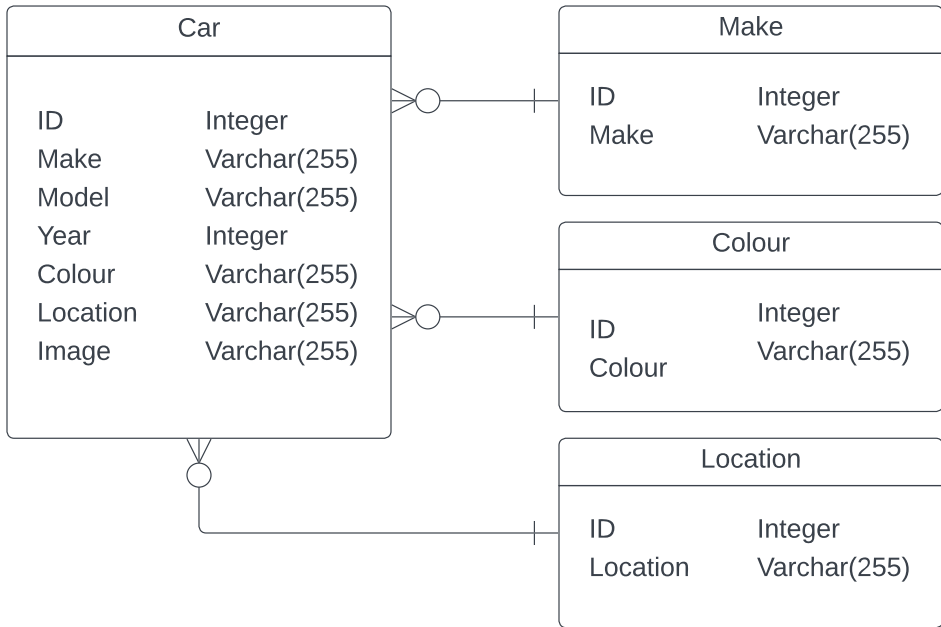 Car
ID Integer
Make Varchar(255)
Model Varchar(255)
Year Integer
Colour Varchar(255)
Location Varchar(255)
Image Varchar(255)
Make
ID Integer
Make Varchar(255)
Colour
ID Integer
Colour Varchar(255)
Location
ID Integer
Location Varchar(255)